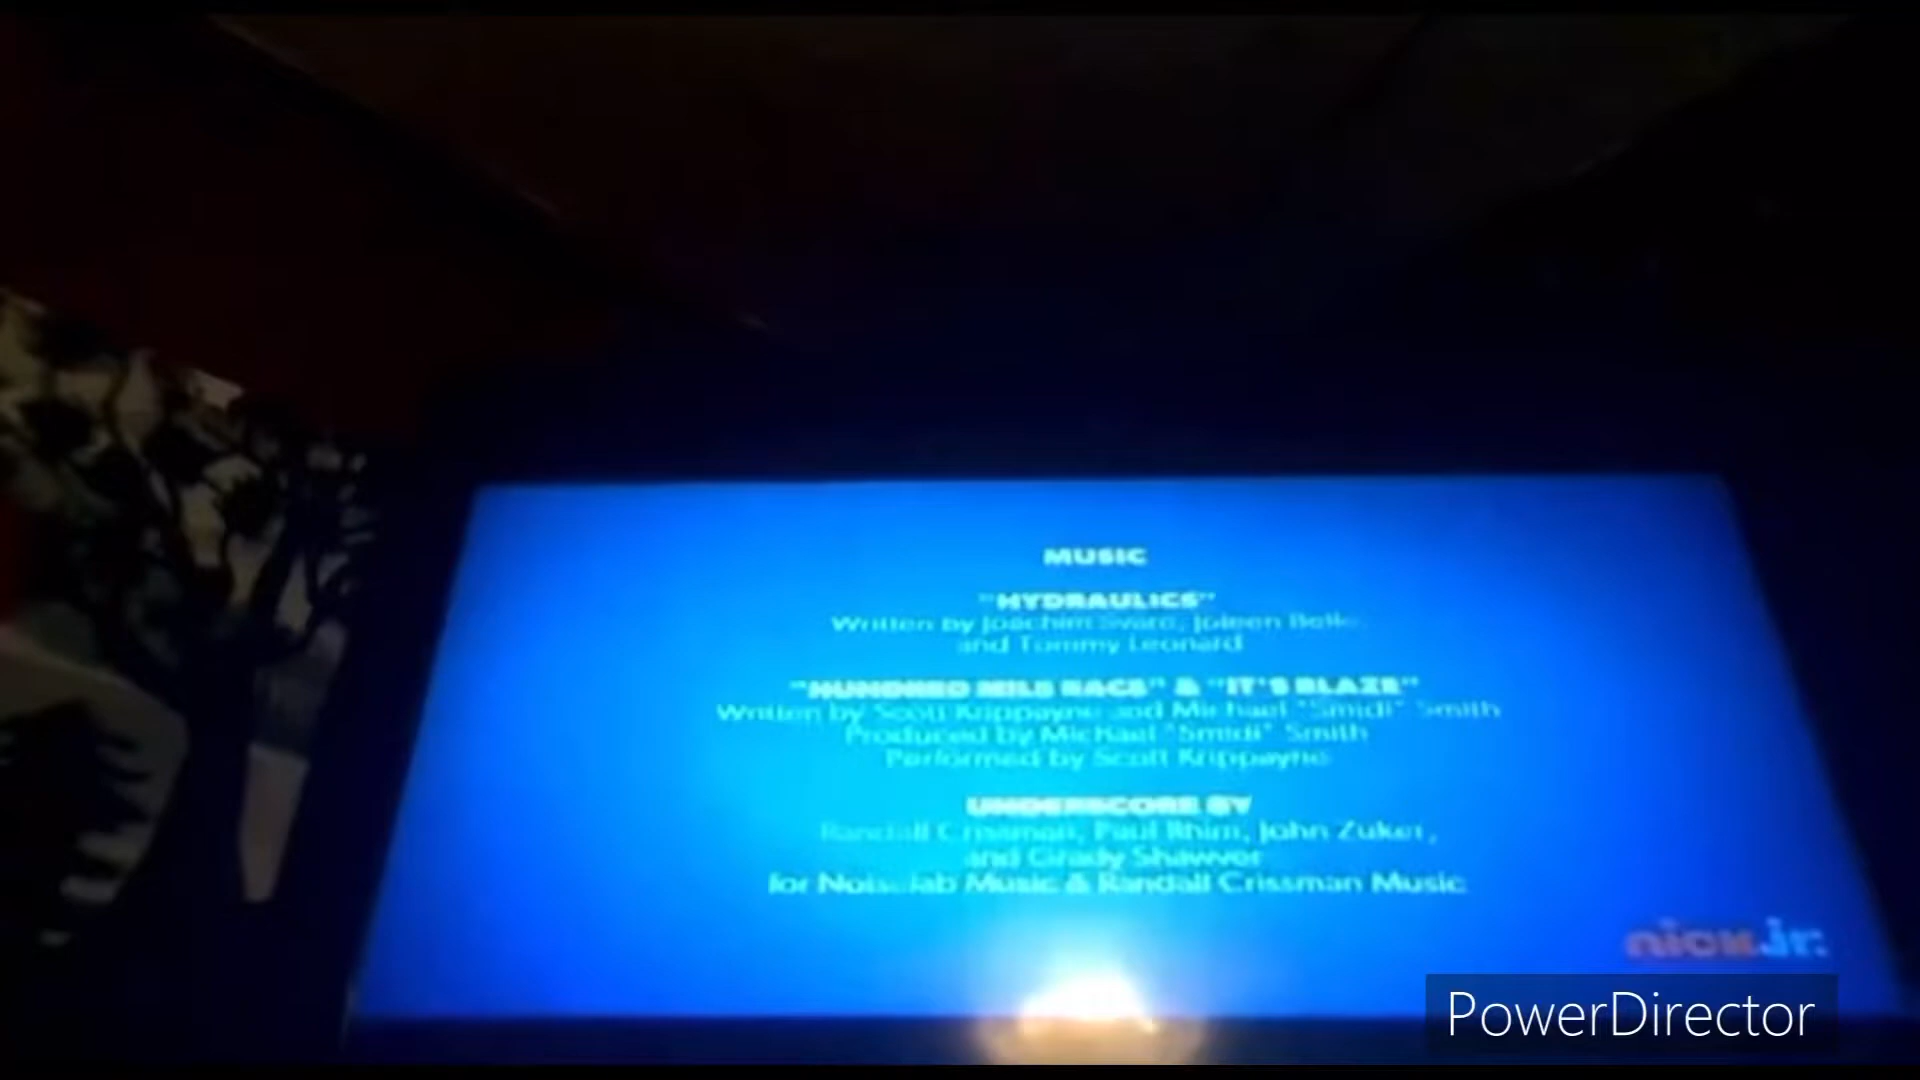 MUSIC
"HYDRAULICS"
Written by Joachim Svare, Joleen Belle
and Tommy Leonard
"HUNDRED MILE RACE" & "IT'S BLAZE"
Written by Scott Krippayne and Michael "Smidi" Smith
Produced by Michael "Smidi" Smith
Performed by Scott Krippayne
UNDERSCORE BY
Randall Crissman, Paul Rhim, John Zuker,
and Grady Shawver
for Noiselab Music & Randall Crissman Music
nick jr.
PowerDirector